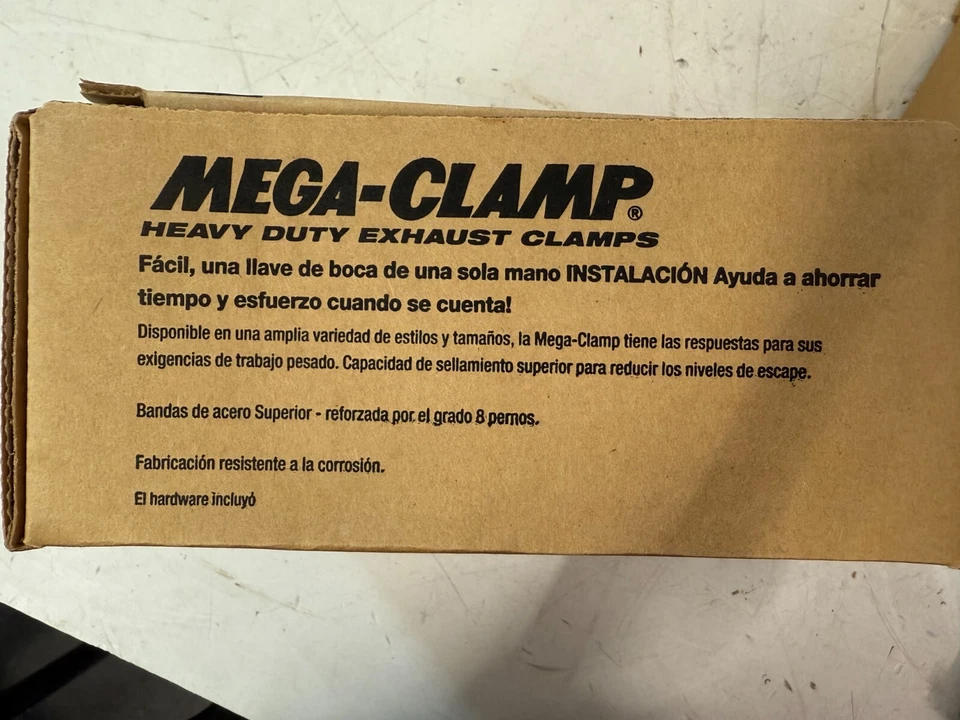 MEGA-CLAMP®
HEAVY DUTY EXHAUST CLAMPS
Fácil, una llave de boca de una sola mano INSTALACIÓN Ayuda a ahorrar
tiempo y esfuerzo cuando se cuenta!
Disponible en una amplia variedad de estilos y tamaños, la Mega-Clamp tiene las respuestas para sus
exigencias de trabajo pesado. Capacidad de sellamiento superior para reducir los niveles de escape.
Bandas de acero Superior - reforzada por el grado 8 pernos.
Fabricación resistente a la corrosión.
El hardware incluyó